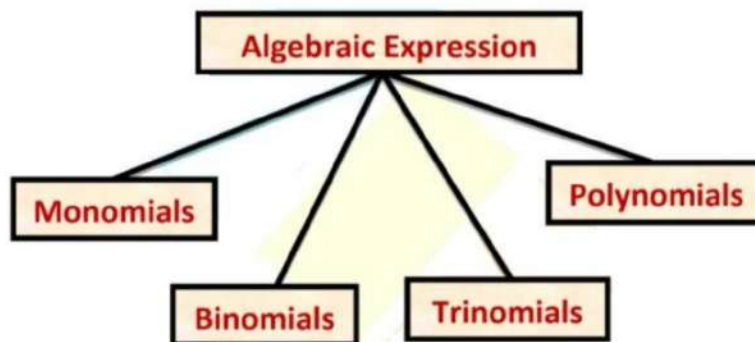 Algebraic Expression
Monomials
Polynomials
Binomials
Trinomials